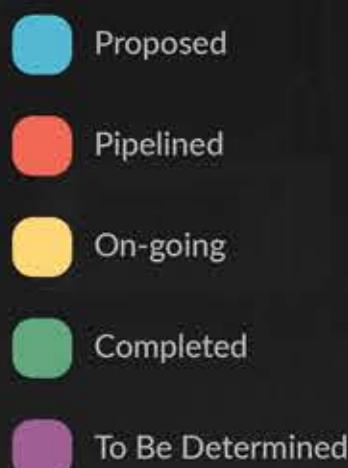 Proposed
Pipelined
On-going
Completed
To Be Determined